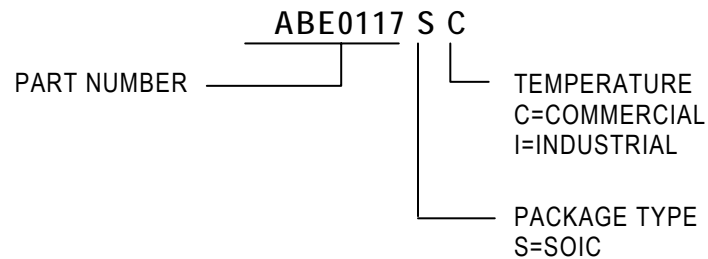 ABE0117 S C
PART NUMBER
TEMPERATURE
C=COMMERCIAL
I=INDUSTRIAL
PACKAGE TYPE
S=SOIC